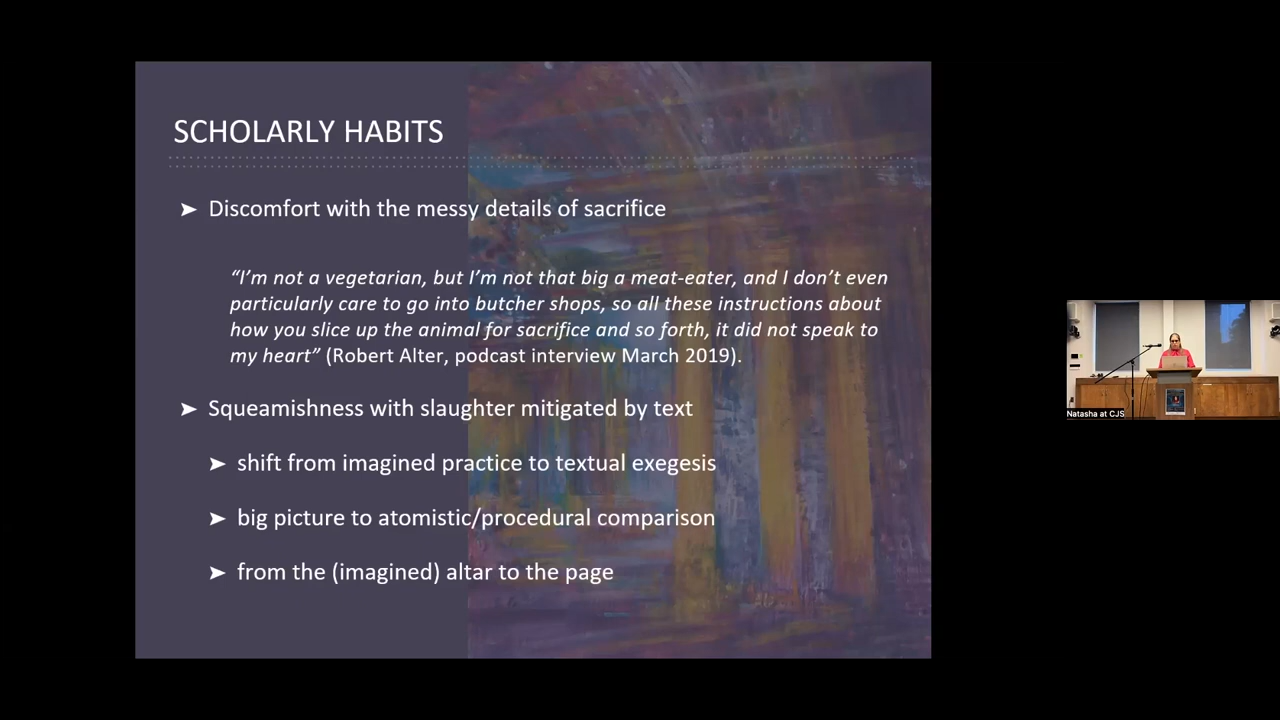 SCHOLARLY HABITS
➤ Discomfort with the messy details of sacrifice
“I’m not a vegetarian, but I’m not that big a meat-eater, and I don’t even
particularly care to go into butcher shops, so all these instructions about
how you slice up the animal for sacrifice and so forth, it did not speak to
my heart” (Robert Alter, podcast interview March 2019).
➤ Squeamishness with slaughter mitigated by text
➤ shift from imagined practice to textual exegesis
➤ big picture to atomistic/procedural comparison
➤ from the (imagined) altar to the page
Natasha at CJS